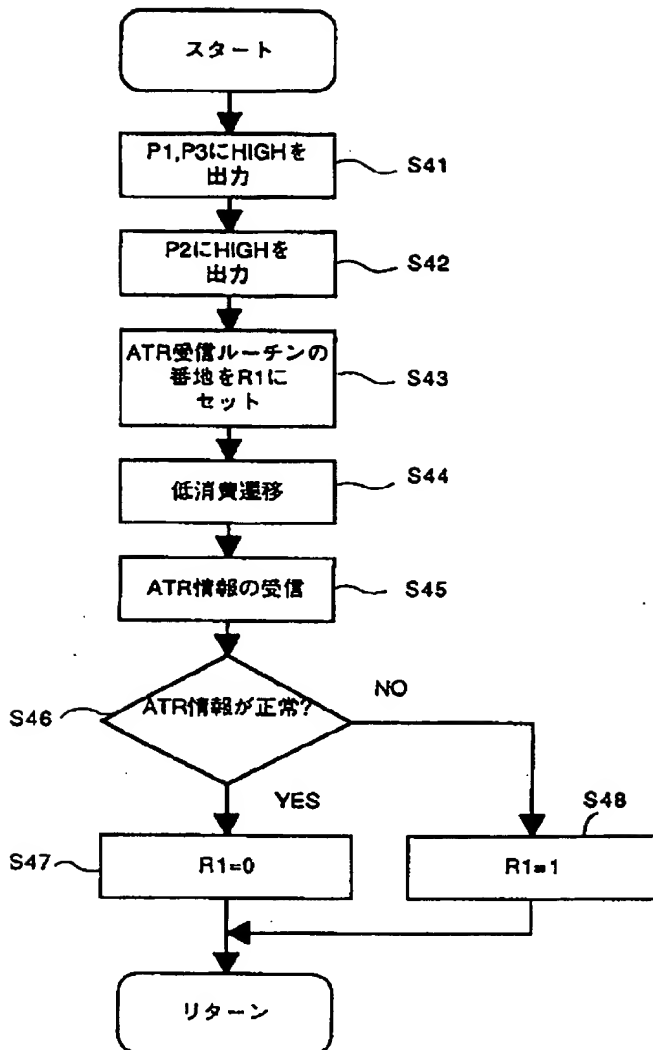 スタート
P1,P3にHIGHを
出力
S41
P2にHIGHを
出力
S42
ATR受信ルーチンの
番地をR1に
セット
S43
低消費遷移
S44
ATR情報の受信
S45
S46
ATR情報が正常?
NO
YES
S47
R1=0
S48
R1=1
リターン